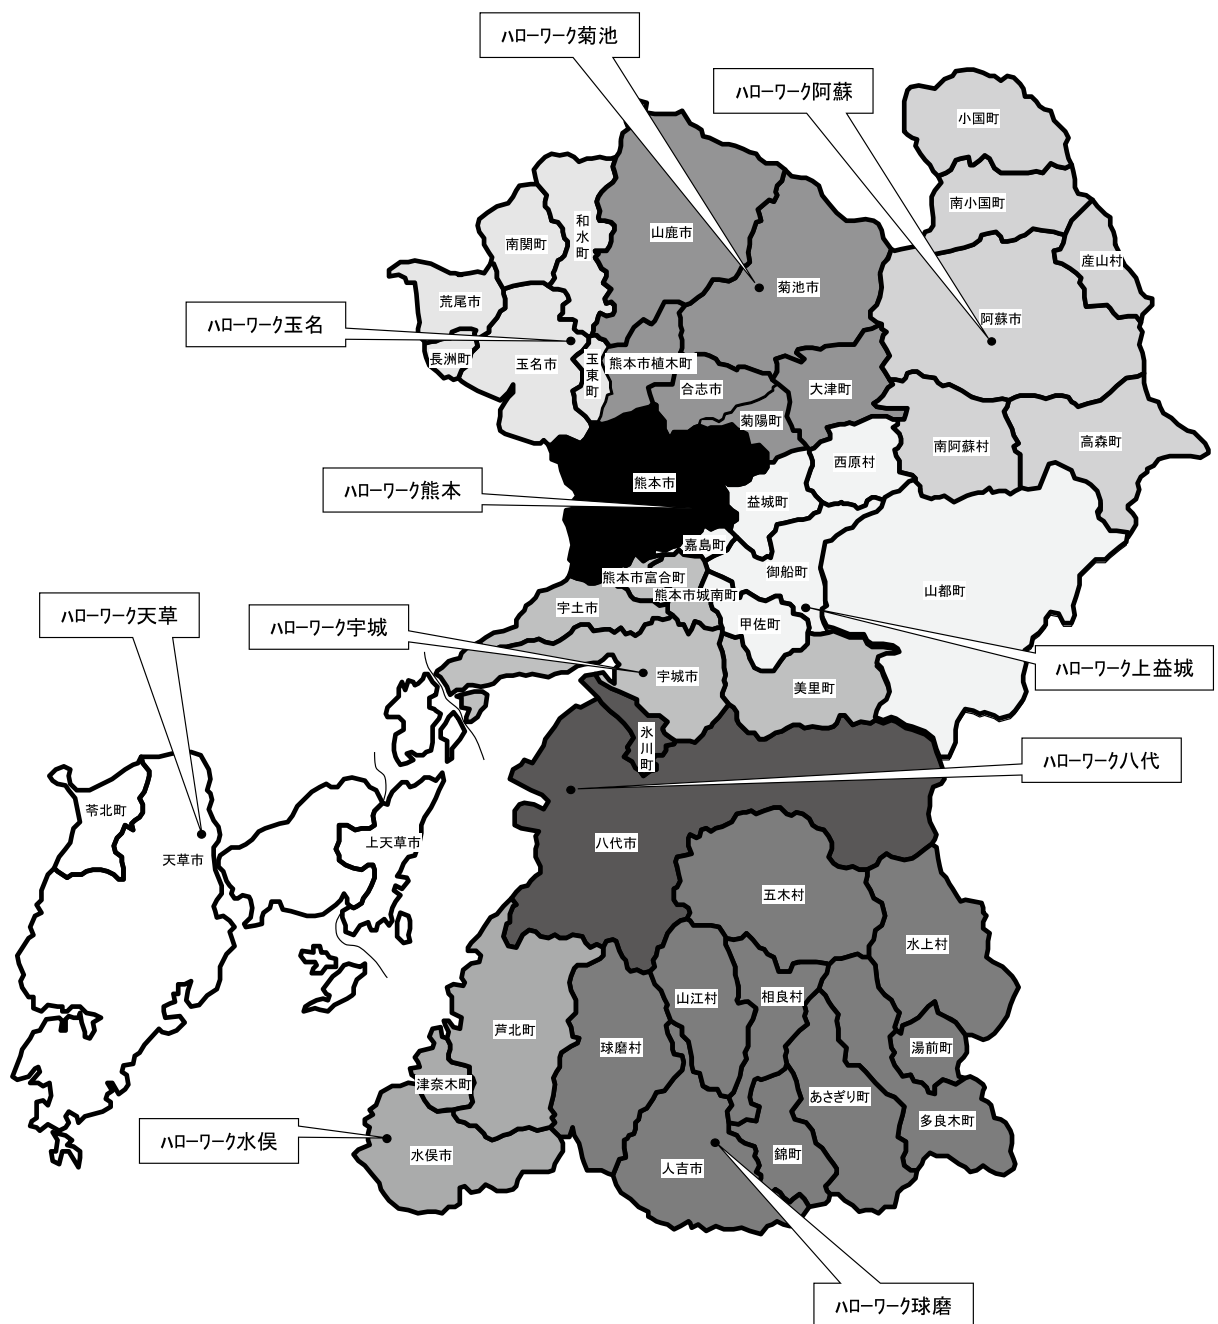 ﾊﾛｰﾜｰｸ菊池
ﾊﾛｰﾜｰｸ阿蘇
小国町
南小国町
産山村
和水町
山鹿市
南関町
菊池市
荒尾市
阿蘇市
ﾊﾛｰﾜｰｸ玉名
長洲町
玉名市
玉東町
熊本市植木町
合志市
大津町
菊陽町
南阿蘇村
高森町
西原村
熊本市
ﾊﾛｰﾜｰｸ熊本
益城町
嘉島町
御船町
熊本市富合町
熊本市城南町
山都町
宇土市
ﾊﾛｰﾜｰｸ天草
ﾊﾛｰﾜｰｸ宇城
甲佐町
ﾊﾛｰﾜｰｸ上益城
宇城市
美里町
氷川町
ﾊﾛｰﾜｰｸ八代
苓北町
上天草市
八代市
天草市
五木村
水上村
山江村
相良村
芦北町
球磨村
湯前町
津奈木町
あさぎり町
多良木町
ﾊﾛｰﾜｰｸ水俣
水俣市
人吉市
錦町
ﾊﾛｰﾜｰｸ球磨